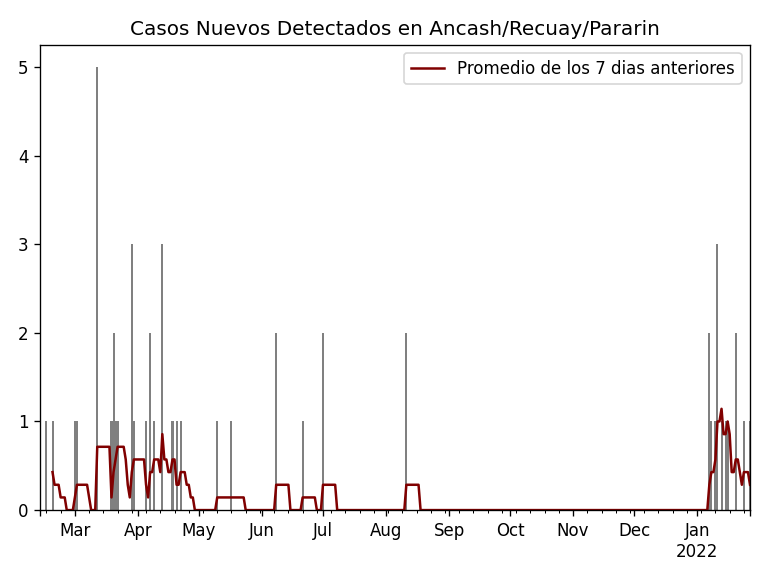 Casos Nuevos Detectados en Ancash/Recuay/Pararin
Promedio de los 7 dias anteriores
5
4
3
2
1
0
Mar Apr May Jun Jul Aug Sep Oct Nov Dec Jan
2022